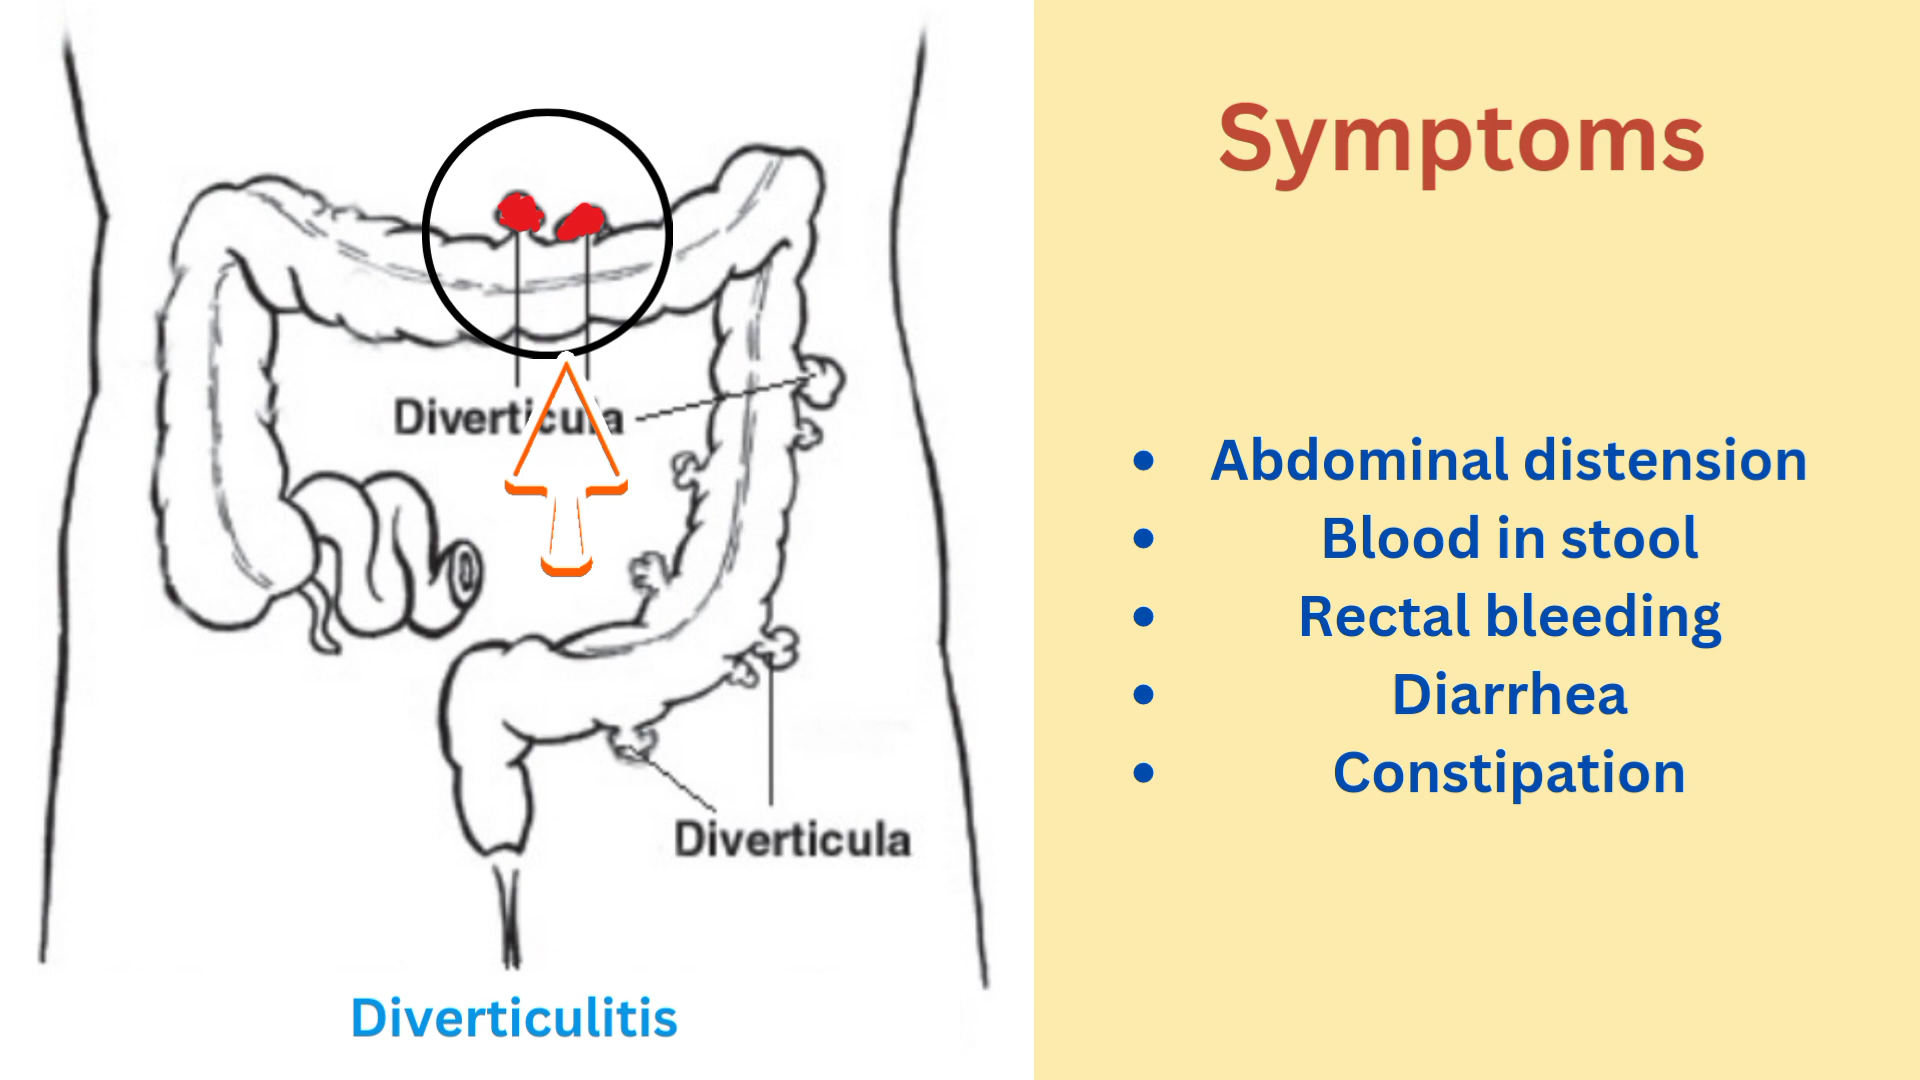 Diverticula
Diverticula
Diverticulitis
Symptoms
• Abdominal distension
• Blood in stool
• Rectal bleeding
• Diarrhea
• Constipation